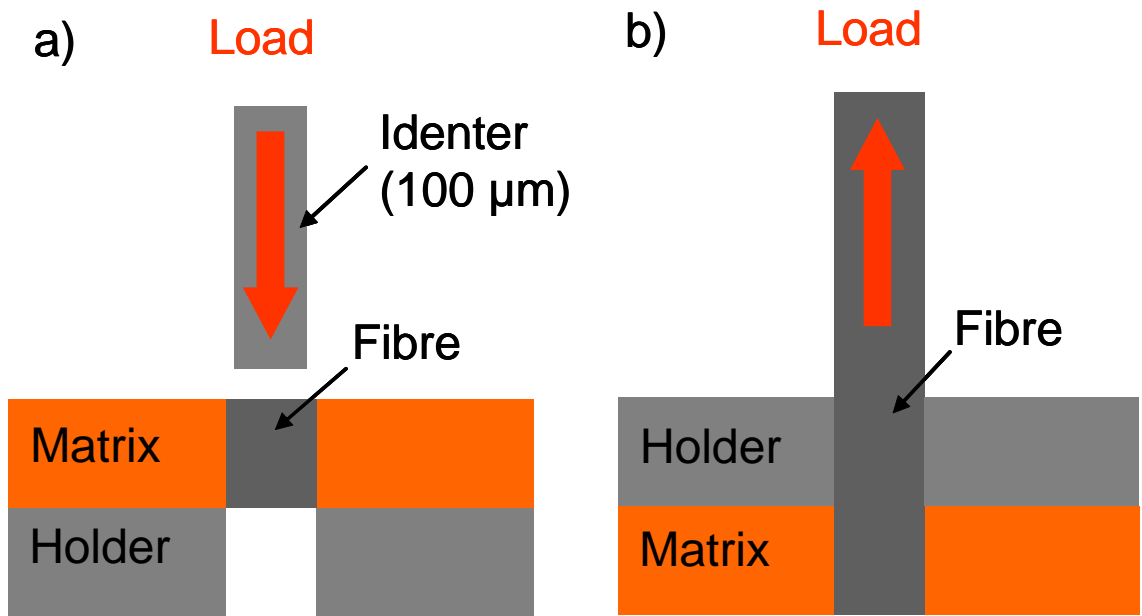 a)
Load
Identer
(100 µm)
Fibre
Matrix
Holder
b)
Load
Fibre
Holder
Matrix